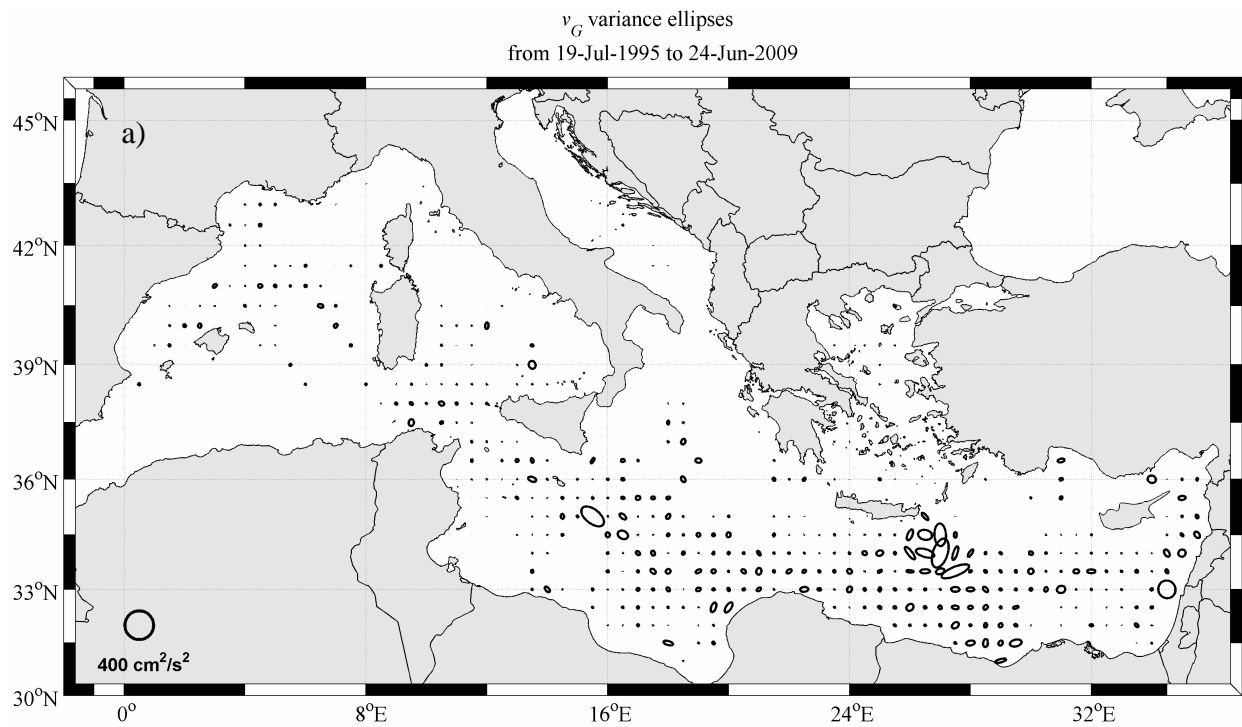 v_G variance ellipses
from 19-Jul-1995 to 24-Jun-2009
a)
45°N
42°N
39°N
36°N
33°N
30°N
400 cm²/s²
0° 8°E 16°E 24°E 32°E